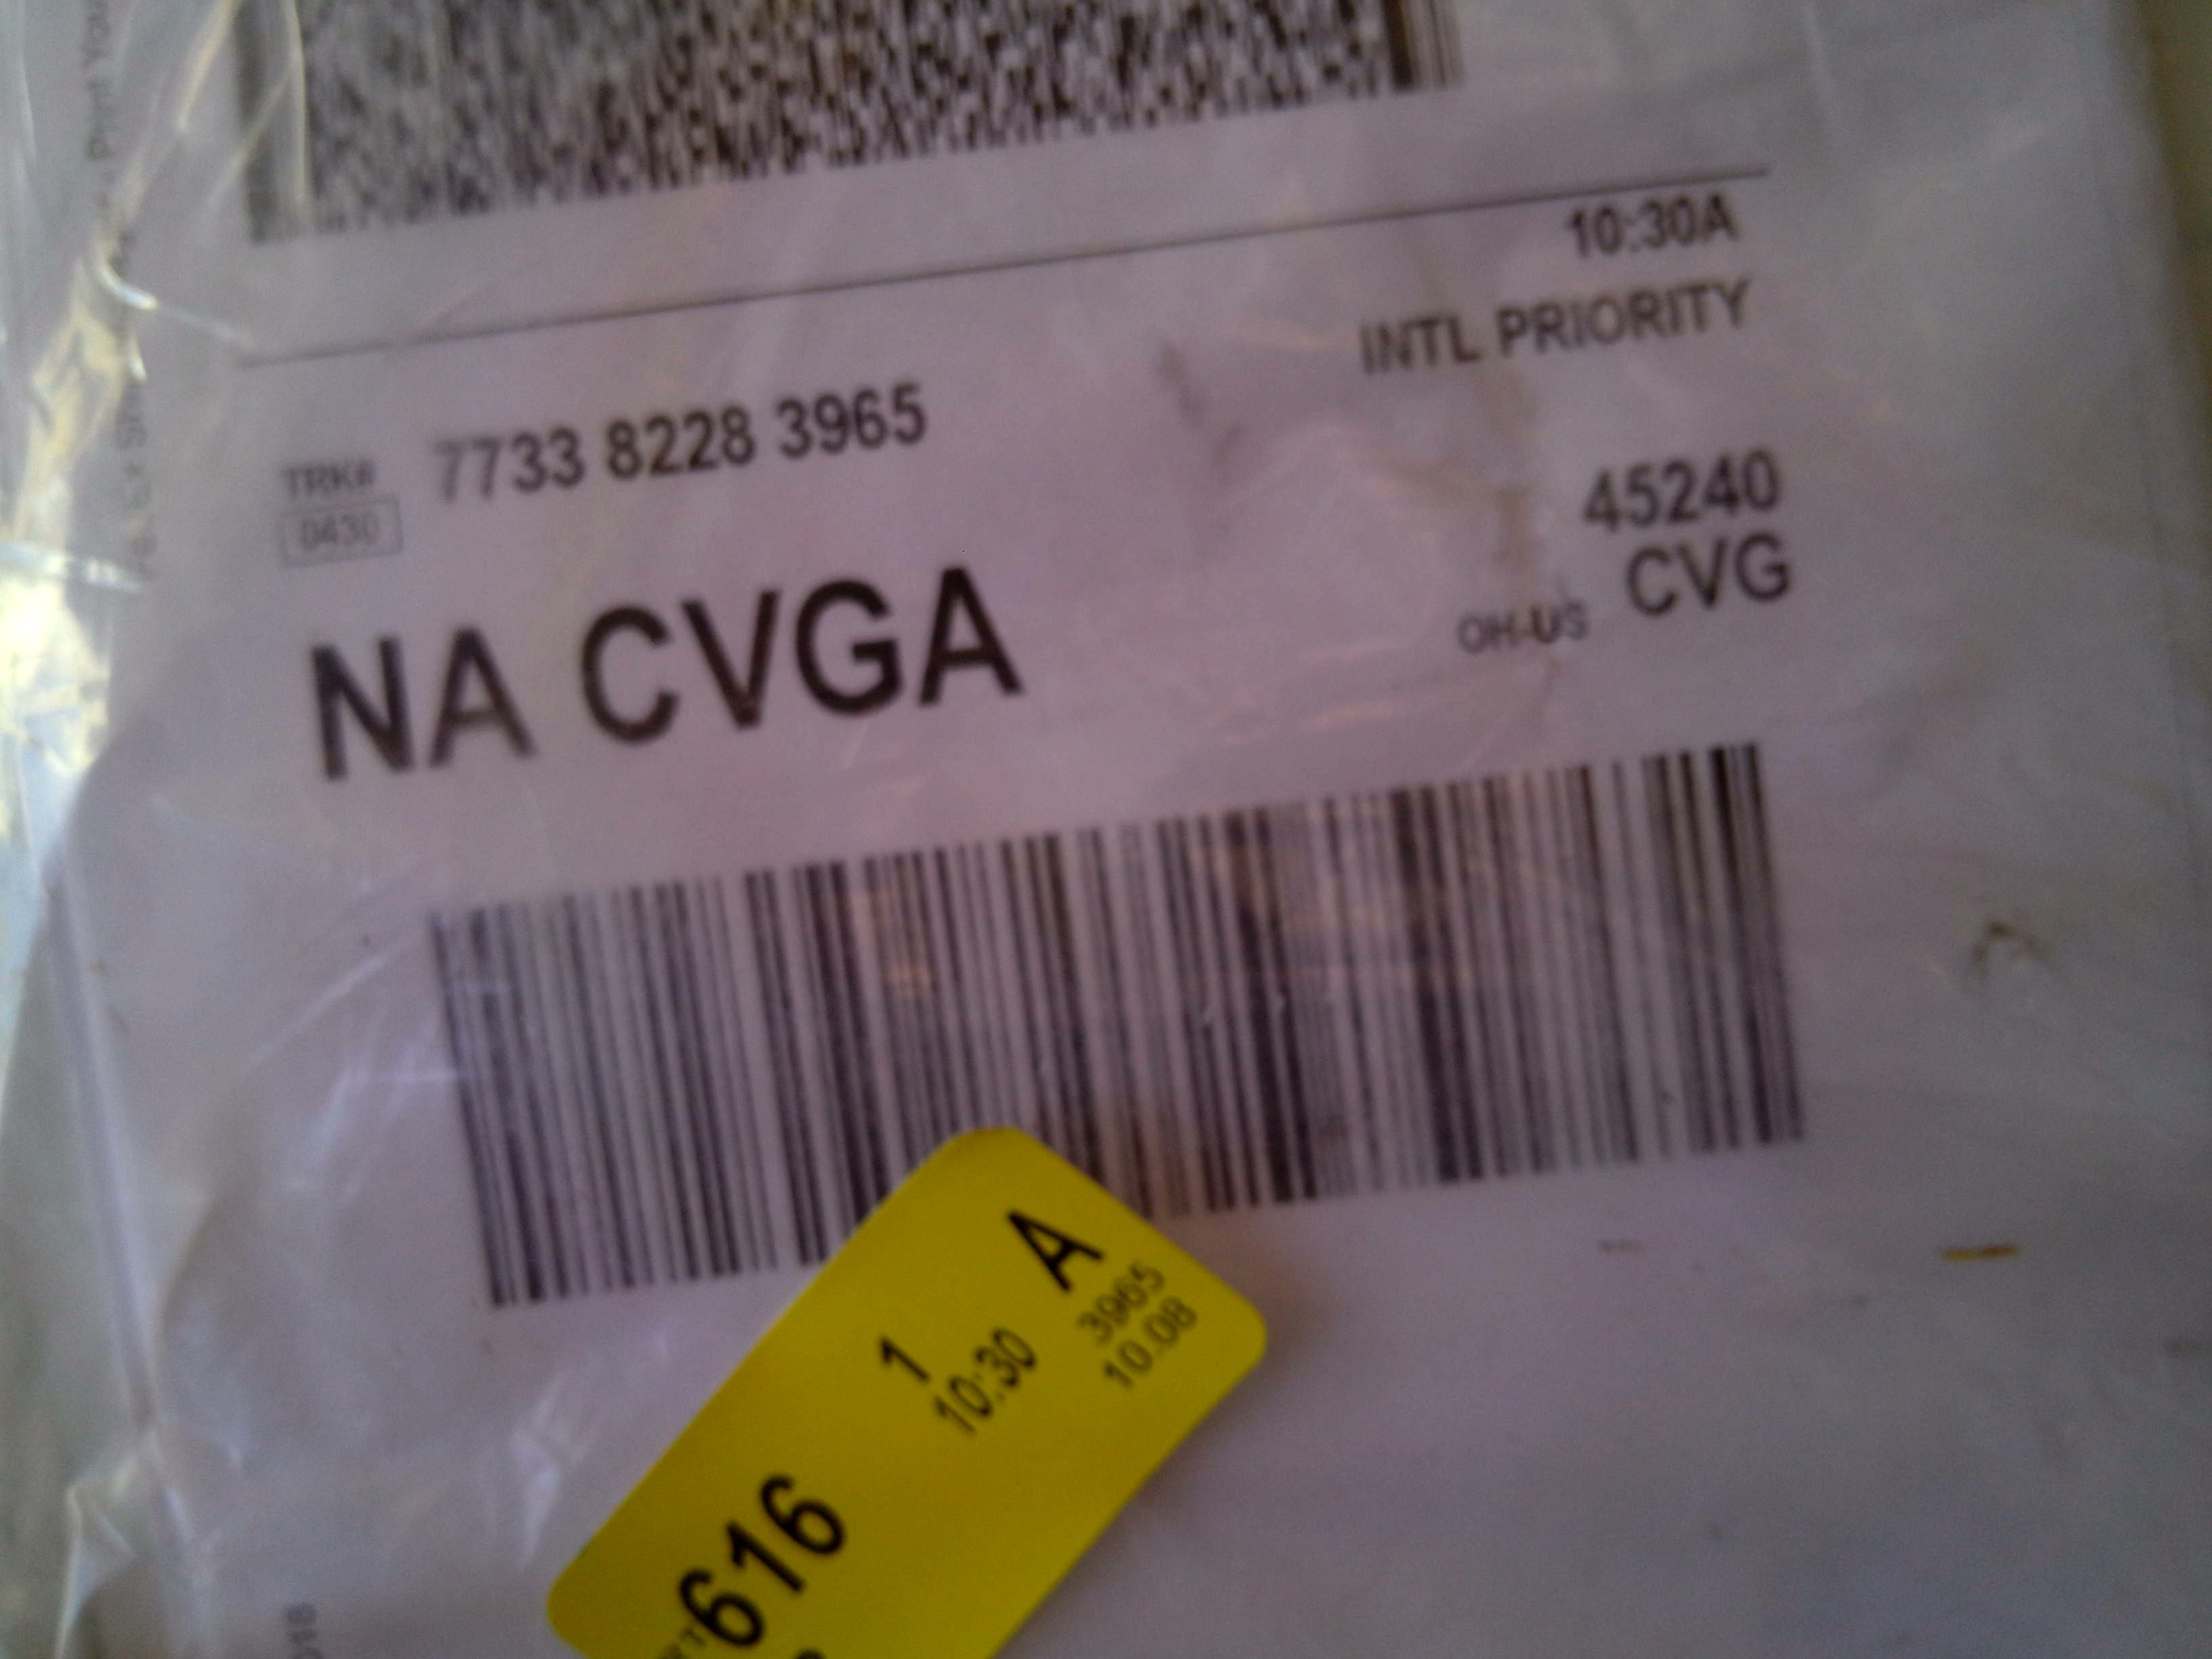 10:30A
INTL PRIORITY
TRK# 7733 8228 3965
0430
45240
NA CVGA
OH-US CVG
A
3965
10.08
1
10:30
616